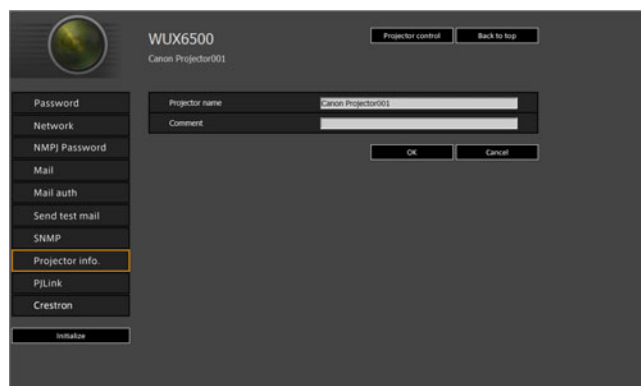 WUX6500
Projector control
Back to top
Canon Projector001
Password
Network
NMPJ Password
Mail
Mail auth
Send test mail
SNMP
Projector info.
PJLink
Crestron
Initialize
Projector name
Canon Projector001
Comment
OK
Cancel